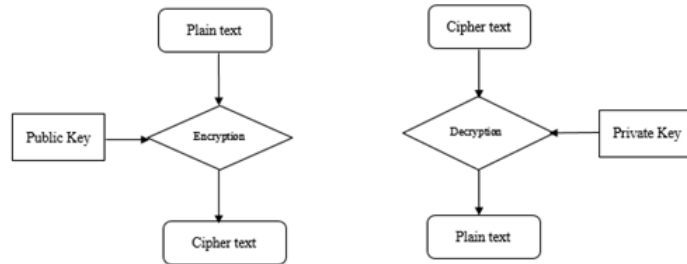 Plain text
Public Key
Encryption
Cipher text
Cipher text
Decryption
Private Key
Plain text